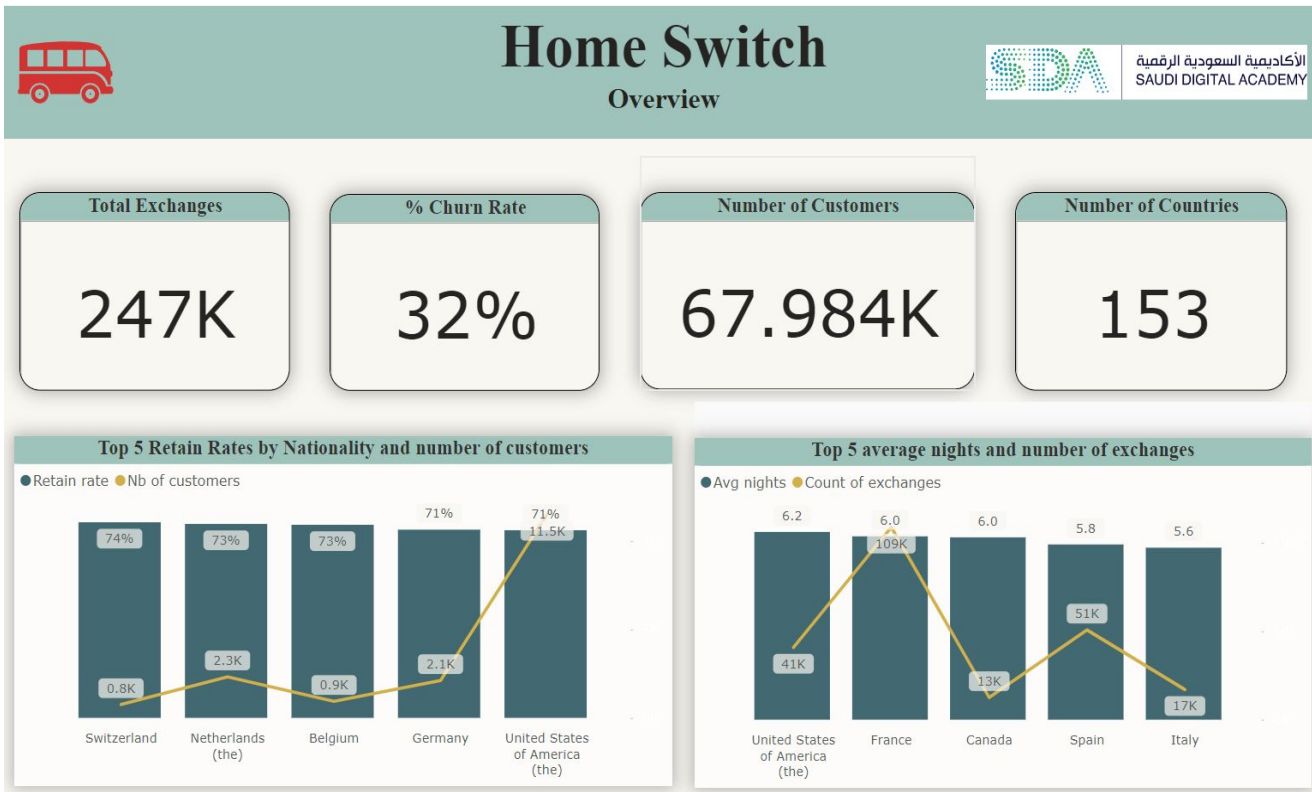 Home Switch
Overview
الأكاديمية السعودية الرقمية
SDA
SAUDI DIGITAL ACADEMY
Total Exchanges
247K
% Churn Rate
32%
Number of Customers
67.984K
Number of Countries
153
Top 5 Retain Rates by Nationality and number of customers
Retain rate Nb of customers
74%
73%
73%
71%
71%
11.5K
0.8K
2.3K
0.9K
2.1K
Switzerland
Netherlands
(the)
Belgium
Germany
United States
of America
(the)
Top 5 average nights and number of exchanges
Avg nights Count of exchanges
6.2
6.0
6.0
5.8
5.6
109K
41K
13K
51K
17K
United States
of America
(the)
France
Canada
Spain
Italy